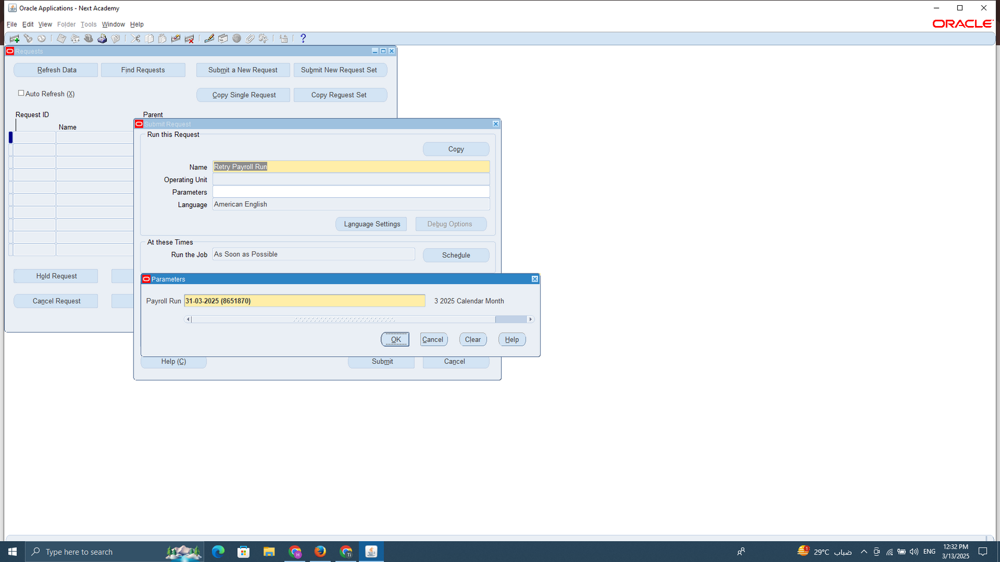 Oracle Applications - Next Academy
File Edit View Folder Tools Window Help
ORACLE
Requests
Refresh Data Find Requests Submit a New Request Submit New Request Set
Auto Refresh (X)
Copy Single Request Copy Request Set
Request ID Parent
Name
Submit Request
Run this Request
Copy
Name Retry Payroll Run
Operating Unit
Parameters
Language American English
Language Settings Debug Options
At these Times
Run the Job As Soon as Possible Schedule
Hold Request
Cancel Request
Parameters
Payroll Run 31-03-2025 (8651870) 3 2025 Calendar Month
OK Cancel Clear Help
Help (C) Submit Cancel
Type here to search
H
Ti
1
29°C ضباب
ENG
12:32 PM
3/13/2025